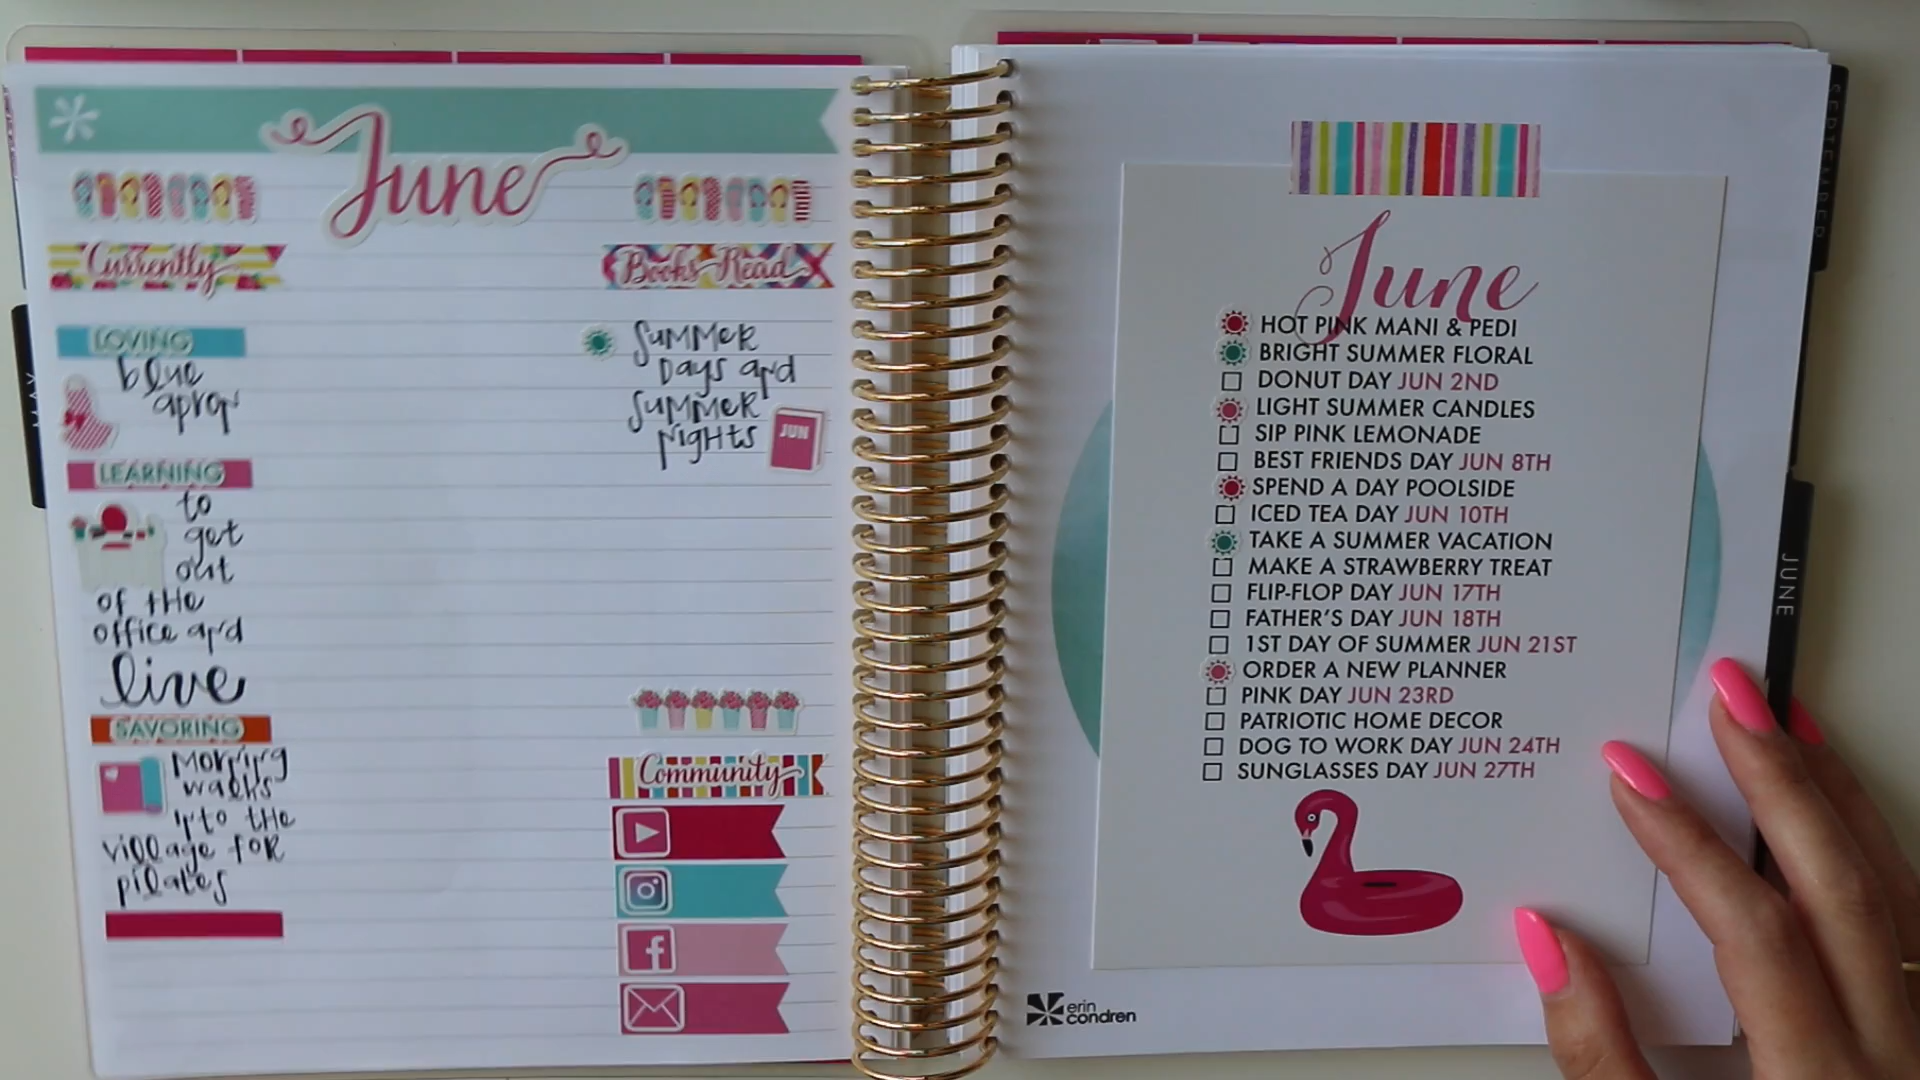 June
Currently
Books Read
LOVING
blue
apron
LEARNING
to
get
out
of the
office and
live
SAVORING
Morning
walks
into the
village for
pilates
SUMMER
Days and
SUMMER
Nights
JUN
Community
f
June
HOT PINK MANI & PEDI
BRIGHT SUMMER FLORAL
DONUT DAY JUN 2ND
LIGHT SUMMER CANDLES
SIP PINK LEMONADE
BEST FRIENDS DAY JUN 8TH
SPEND A DAY POOLSIDE
ICED TEA DAY JUN 10TH
TAKE A SUMMER VACATION
MAKE A STRAWBERRY TREAT
FLIP-FLOP DAY JUN 17TH
FATHER'S DAY JUN 18TH
1ST DAY OF SUMMER JUN 21ST
ORDER A NEW PLANNER
PINK DAY JUN 23RD
PATRIOTIC HOME DECOR
DOG TO WORK DAY JUN 24TH
SUNGLASSES DAY JUN 27TH
erin
condren
SEPTEMBER
JUNE
MAY